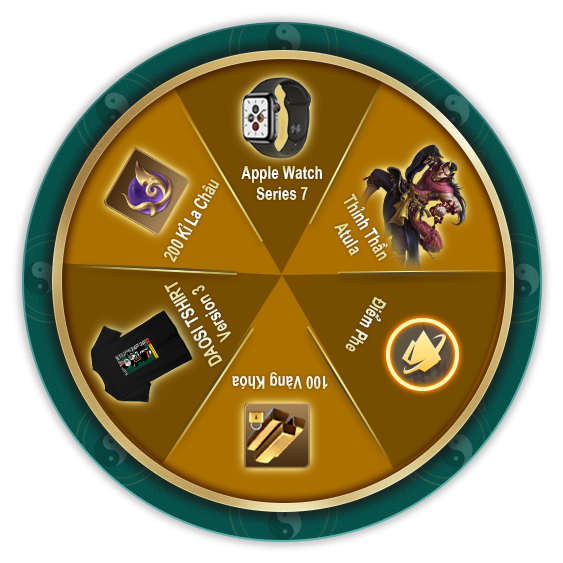 Apple Watch
Series 7
Thỉnh Thần
Atula
Điểm Phe
100 Vàng Khóa
DAOSI TSHIRT
Version 3
200 Kì La Châu